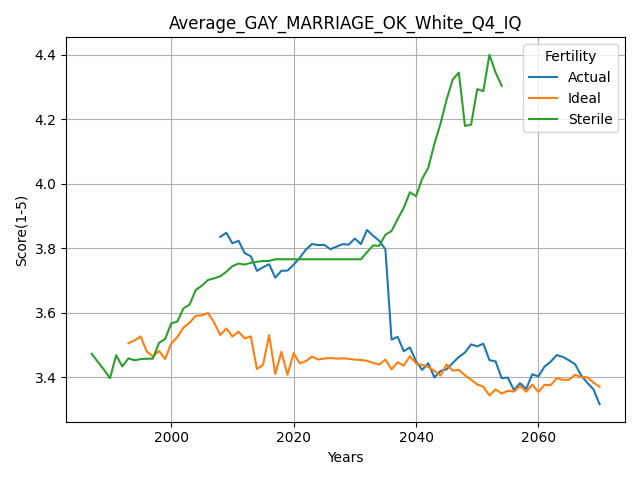 Average_GAY_MARRIAGE_OK_White_Q4_IQ
Fertility
Actual
Ideal
Sterile
Score(1-5)
4.4
4.2
4.0
3.8
3.6
3.4
2000
2020
2040
2060
Years